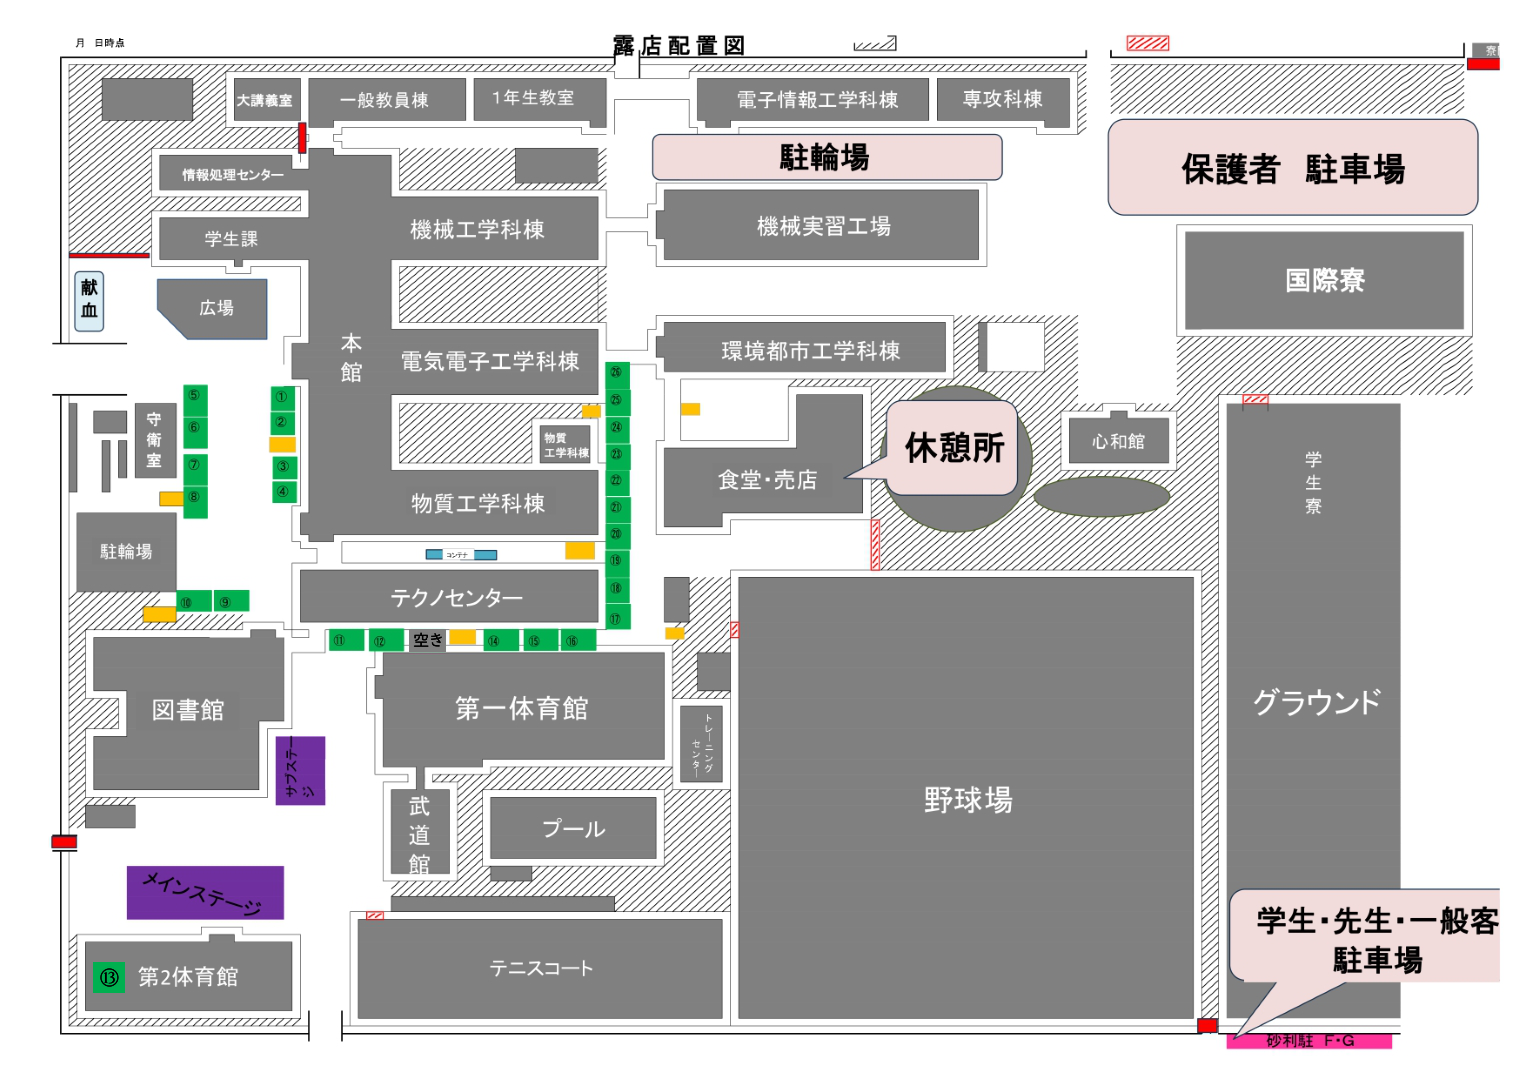 露店配置図
月 日時点
寮
大講義室
一般教員棟
1年生教室
電子情報工学科棟
専攻科棟
駐輪場
保護者 駐車場
情報処理センター
機械工学科棟
機械実習工場
学生課
国際寮
献
血
広場
本
館
電気電子工学科棟
環境都市工学科棟
㉖
㉕
㉔
㉓
㉒
㉑
⑳
⑲
⑱
⑰
⑤
⑥
⑦
⑧
①
②
③
④
守
衛
室
物質
工学科棟
休憩所
心和館
食堂・売店
学
生
寮
物質工学科棟
駐輪場
コンテナ
テクノセンター
⑩
⑨
⑪
⑫
空き
⑭
⑮
⑯
図書館
第一体育館
トレーニング
センター
グラウンド
サブステー
ジ
野球場
武
道
館
プール
メインステージ
学生・先生・一般客
駐車場
⑬
第2体育館
テニスコート
砂利駐 F・G